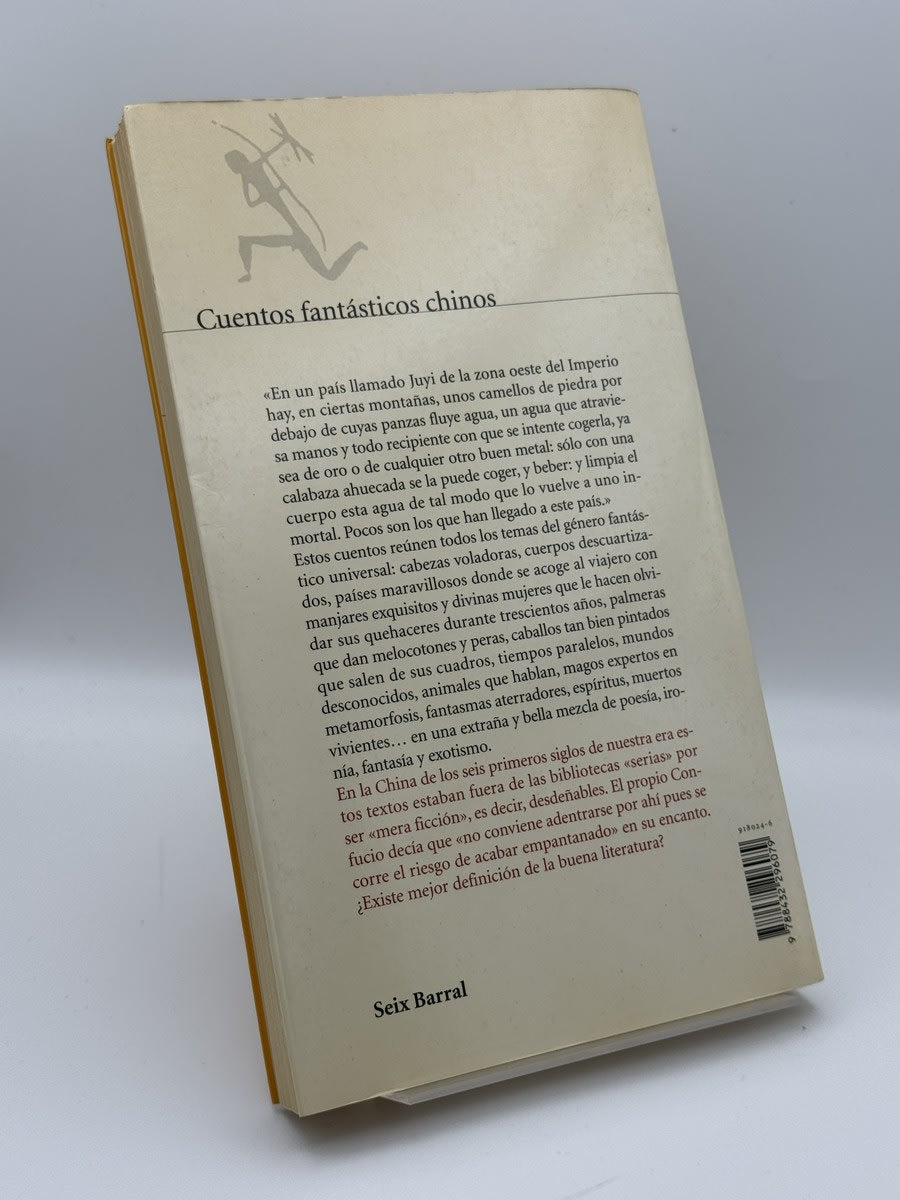 Cuentos fantásticos chinos
«En un país llamado Juyi de la zona oeste del Imperio
hay, en ciertas montañas, unos camellos de piedra por
debajo de cuyas panzas fluye agua, un agua que atravie-
sa manos y todo recipiente con que se intente cogerla, ya
sea de oro o de cualquier otro buen metal: sólo con una
calabaza ahuecada se la puede coger, y beber: y limpia el
cuerpo esta agua de tal modo que lo vuelve a uno in-
mortal. Pocos son los que han llegado a este país.»
Estos cuentos reúnen todos los temas del género fantás-
tico universal: cabezas voladoras, cuerpos descuartiza-
dos, países maravillosos donde se acoge al viajero con
manjares exquisitos y divinas mujeres que le hacen olvi-
dar sus quehaceres durante trescientos años, palmeras
que dan melocotones y peras, caballos tan bien pintados
que salen de sus cuadros, tiempos paralelos, mundos
desconocidos, animales que hablan, magos expertos en
metamorfosis, fantasmas aterradores, espíritus, muertos
vivientes… en una extraña y bella mezcla de poesía, iro-
nía, fantasía y exotismo.
En la China de los seis primeros siglos de nuestra era es-
tos textos estaban fuera de las bibliotecas «serias» por
ser «mera ficción», es decir, desdeñables. El propio Con-
fucio decía que «no conviene adentrarse por ahí pues se
corre el riesgo de acabar empantanado» en su encanto.
¿Existe mejor definición de la buena literatura?
918024-6
9 788432 296079
Seix Barral